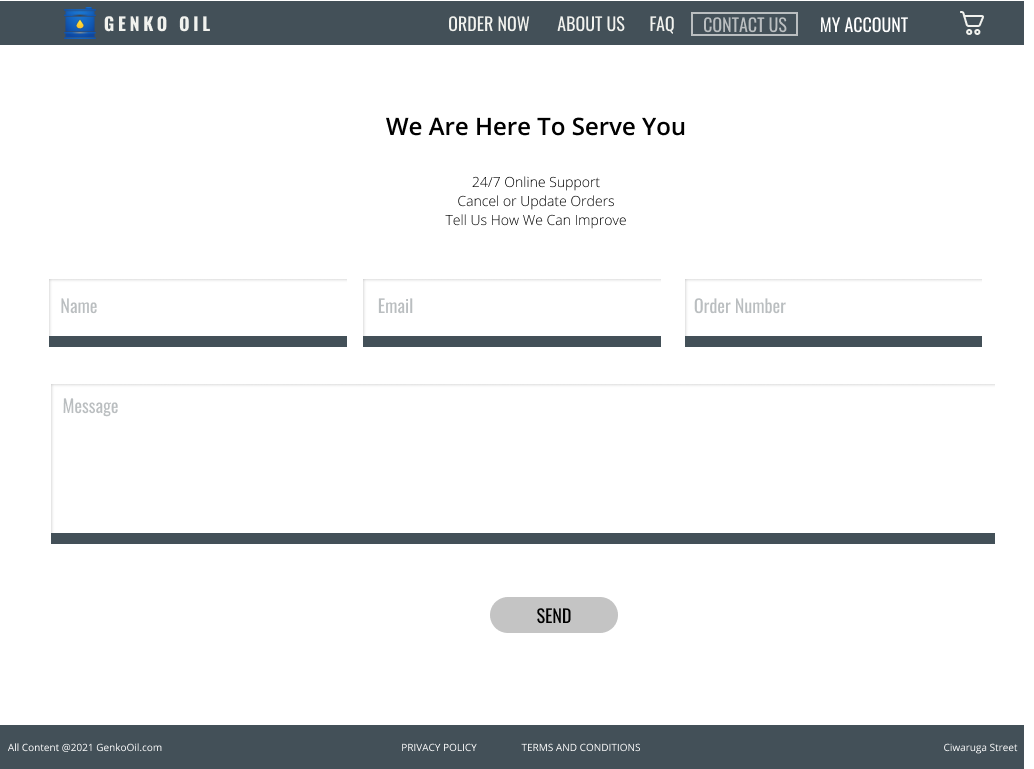 GENKO OIL
ORDER NOW
ABOUT US
FAQ
CONTACT US
MY ACCOUNT
We Are Here To Serve You
24/7 Online Support
Cancel or Update Orders
Tell Us How We Can Improve
Name
Email
Order Number
Message
SEND
All Content @2021 GenkoOil.com
PRIVACY POLICY
TERMS AND CONDITIONS
Ciwaruga Street